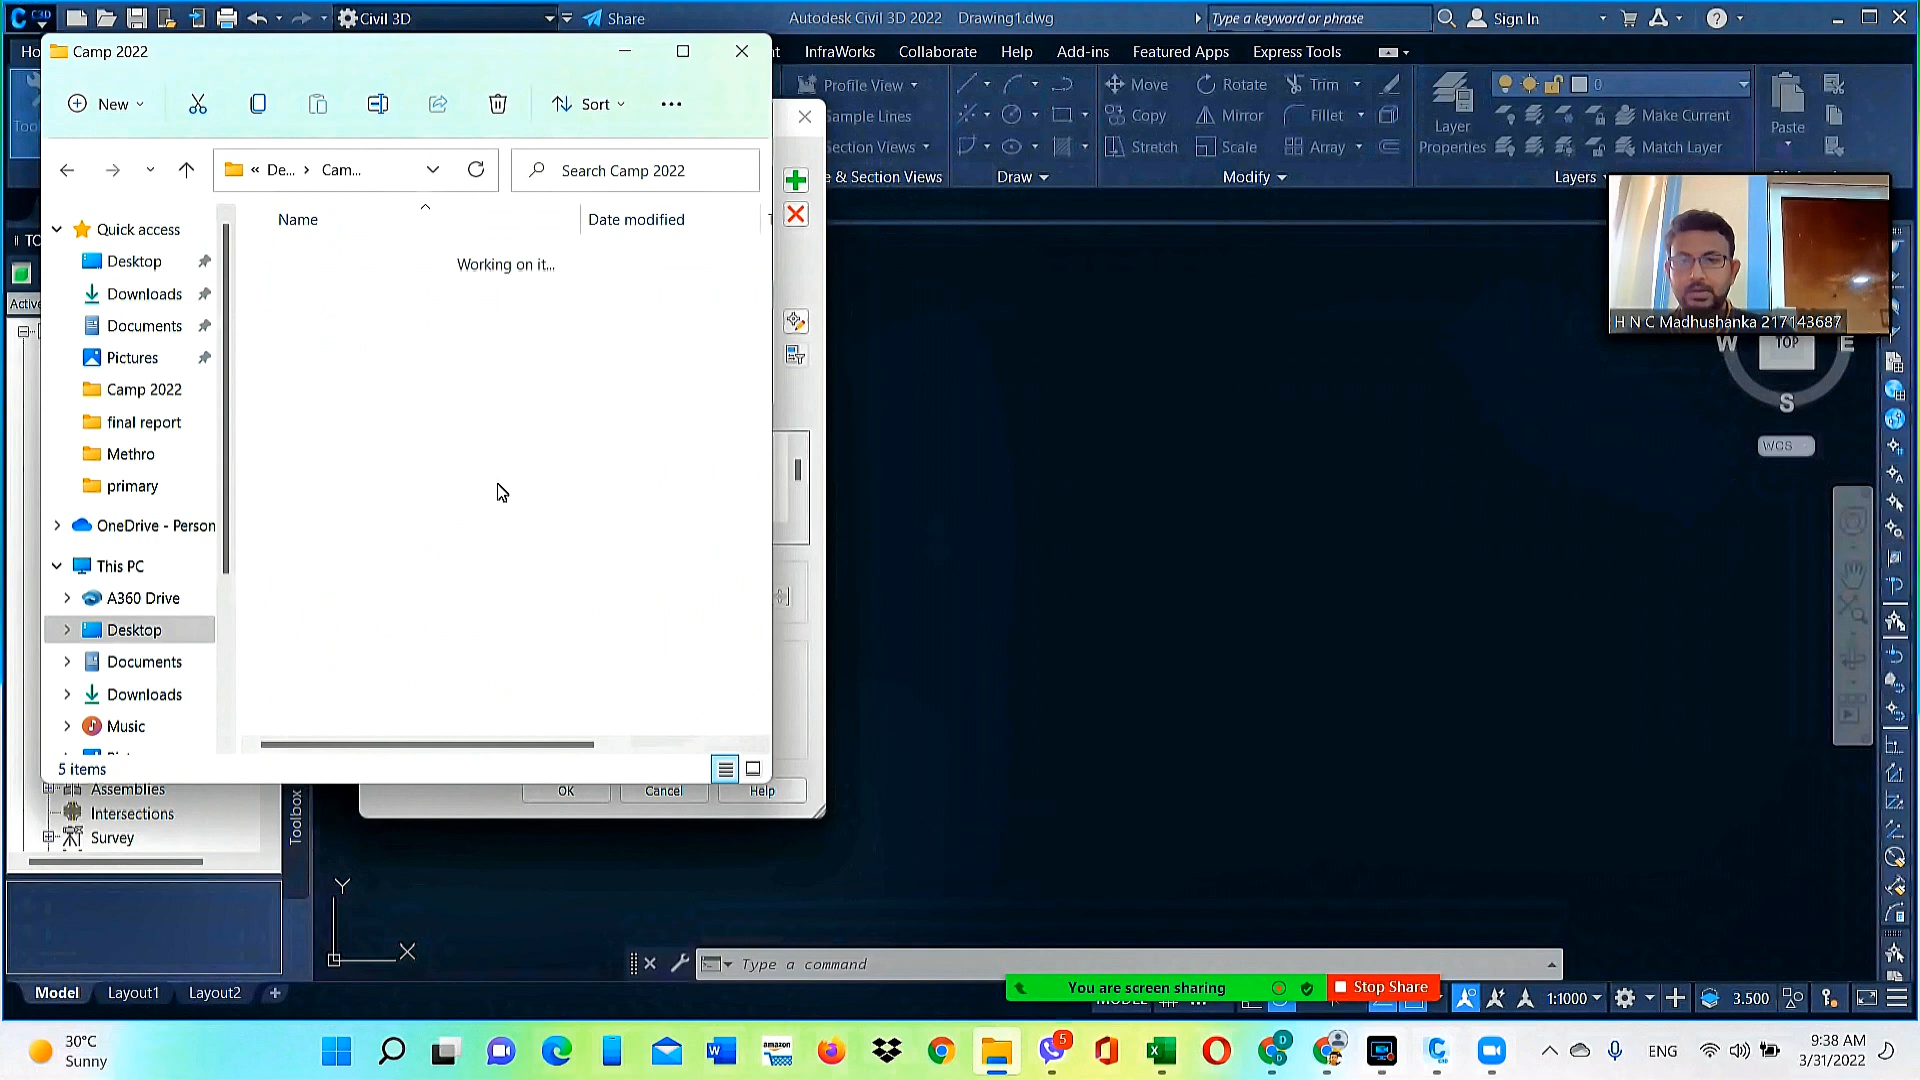 Civil 3D
Share
Autodesk Civil 3D 2022 Drawing1.dwg
Type a keyword or phrase
Sign In
InfraWorks
Collaborate
Help
Add-ins
Featured Apps
Express Tools
Camp 2022
New
Sort
Profile View
Move
Rotate
Trim
0
Sample Lines
Copy
Mirror
Fillet
Layer
Properties
Make Current
Paste
Section Views
Stretch
Scale
Array
Match Layer
& Section Views
Draw
Modify
Layers
« De... › Cam...
Search Camp 2022
Name
Date modified
Working on it...
Quick access
Desktop
Downloads
Documents
Pictures
Camp 2022
final report
Methro
primary
OneDrive - Person
This PC
A360 Drive
Desktop
Documents
Downloads
Music
5 items
H N C Madhushanka 217143687
W
TOP
E
S
WCS
OK
Cancel
Help
Assemblies
Intersections
Survey
Toolbox
Y
X
Type a command
Model
Layout1
Layout2
You are screen sharing
Stop Share
MODEL
1:1000
3.500
30°C
Sunny
amazon
5
ENG
9:38 AM
3/31/2022